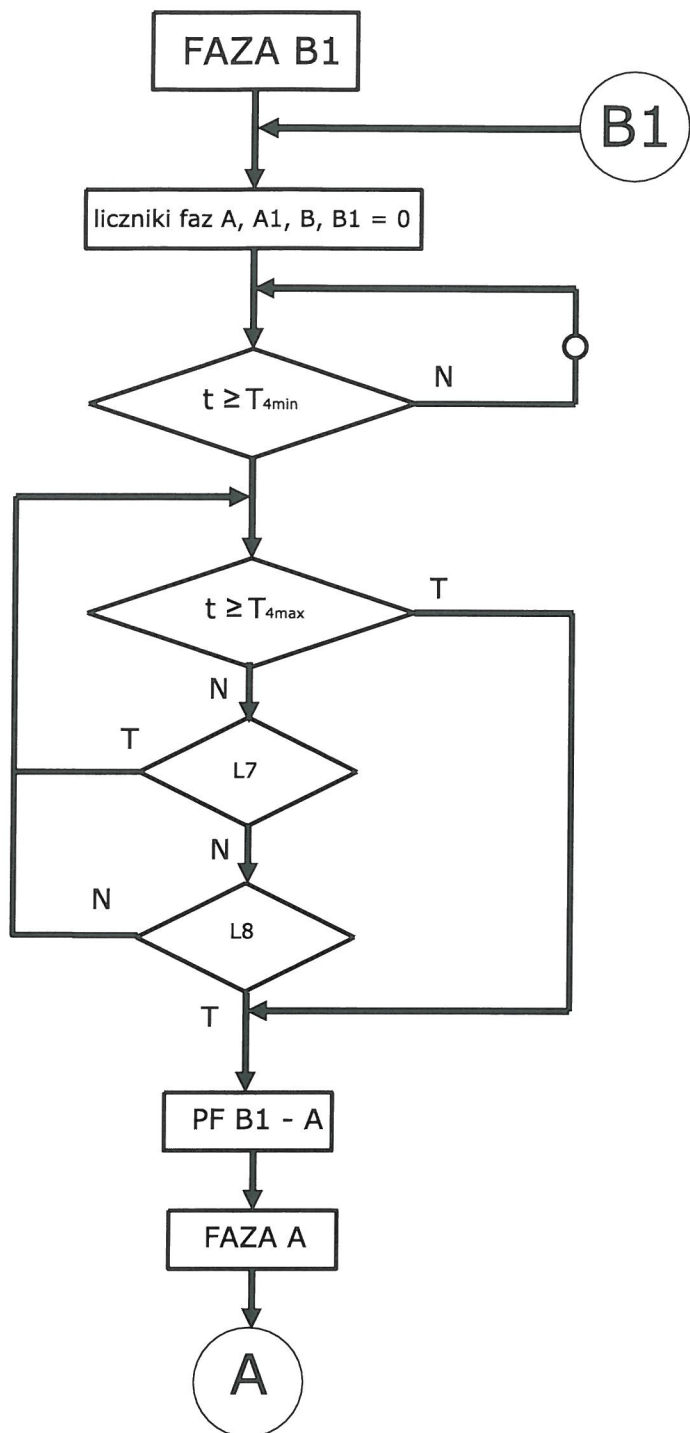 FAZA B1
B1
liczniki faz A, A1, B, B1 = 0
t ≥ T4min
N
t ≥ T4max
T
N
L7
T
N
L8
N
T
PF B1 - A
FAZA A
A